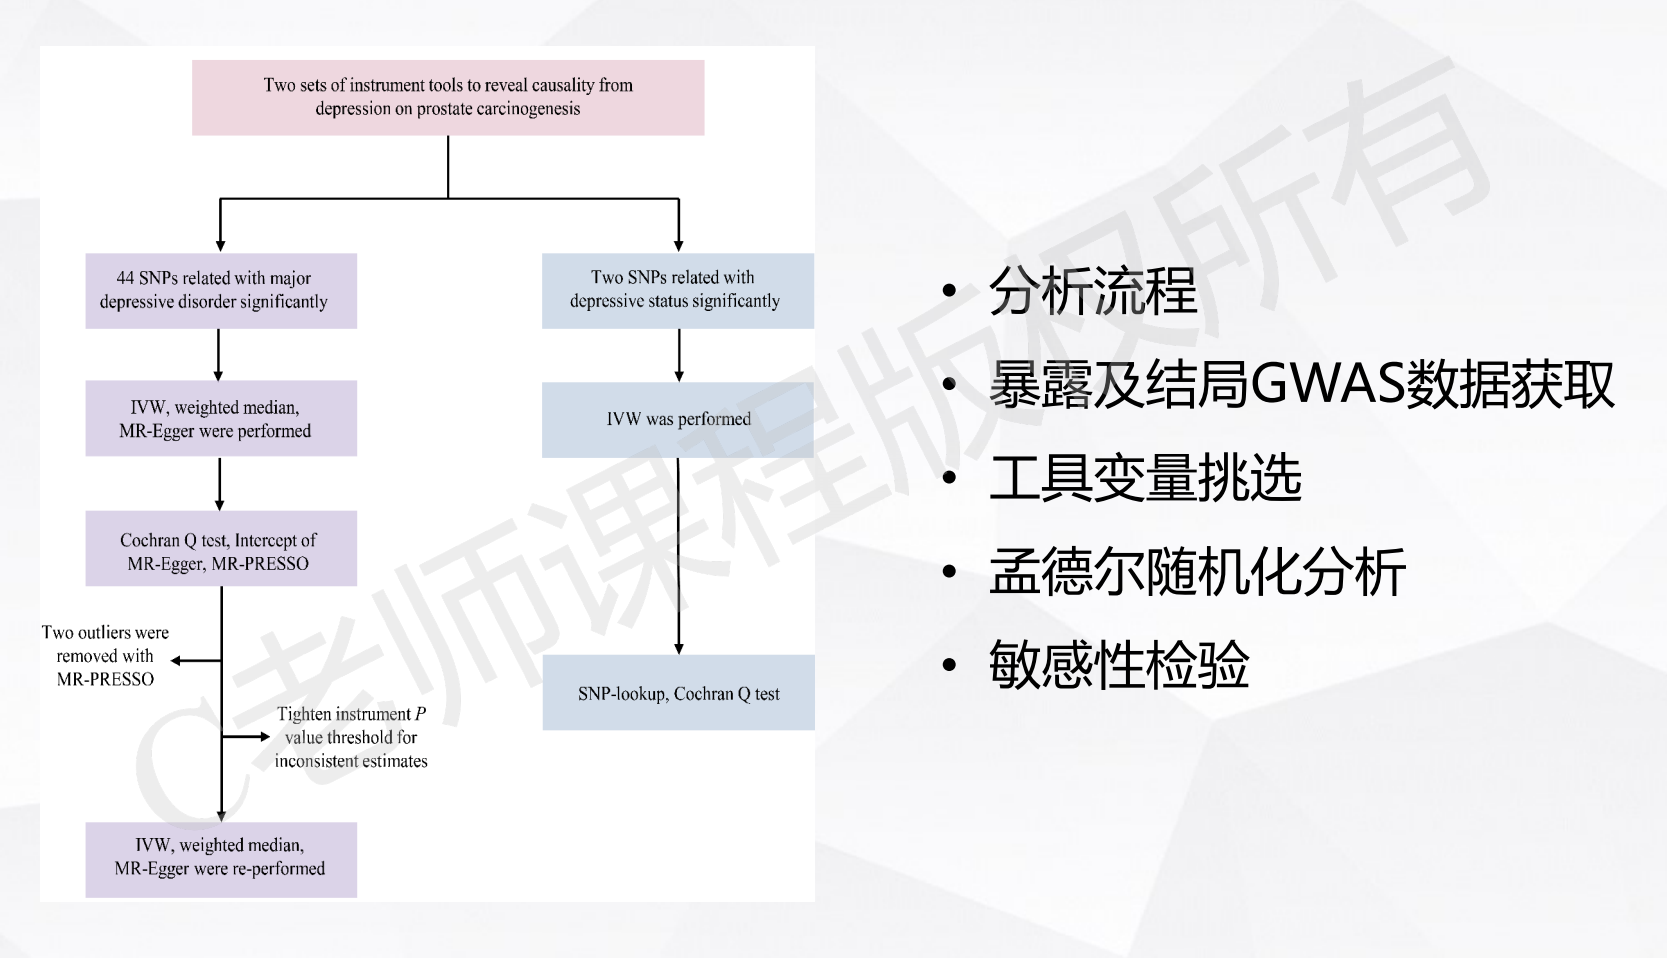 Two sets of instrument tools to reveal causality from
depression on prostate carcinogenesis
44 SNPs related with major
depressive disorder significantly
Two SNPs related with
depressive status significantly
IVW, weighted median,
MR-Egger were performed
IVW was performed
Cochran Q test, Intercept of
MR-Egger, MR-PRESSO
Two outliers were
removed with
MR-PRESSO
Tighten instrument P
value threshold for
inconsistent estimates
SNP-lookup, Cochran Q test
IVW, weighted median,
MR-Egger were re-performed
• 分析流程
• 暴露及结局GWAS数据获取
• 工具变量挑选
• 孟德尔随机化分析
• 敏感性检验
C老师课程版权所有